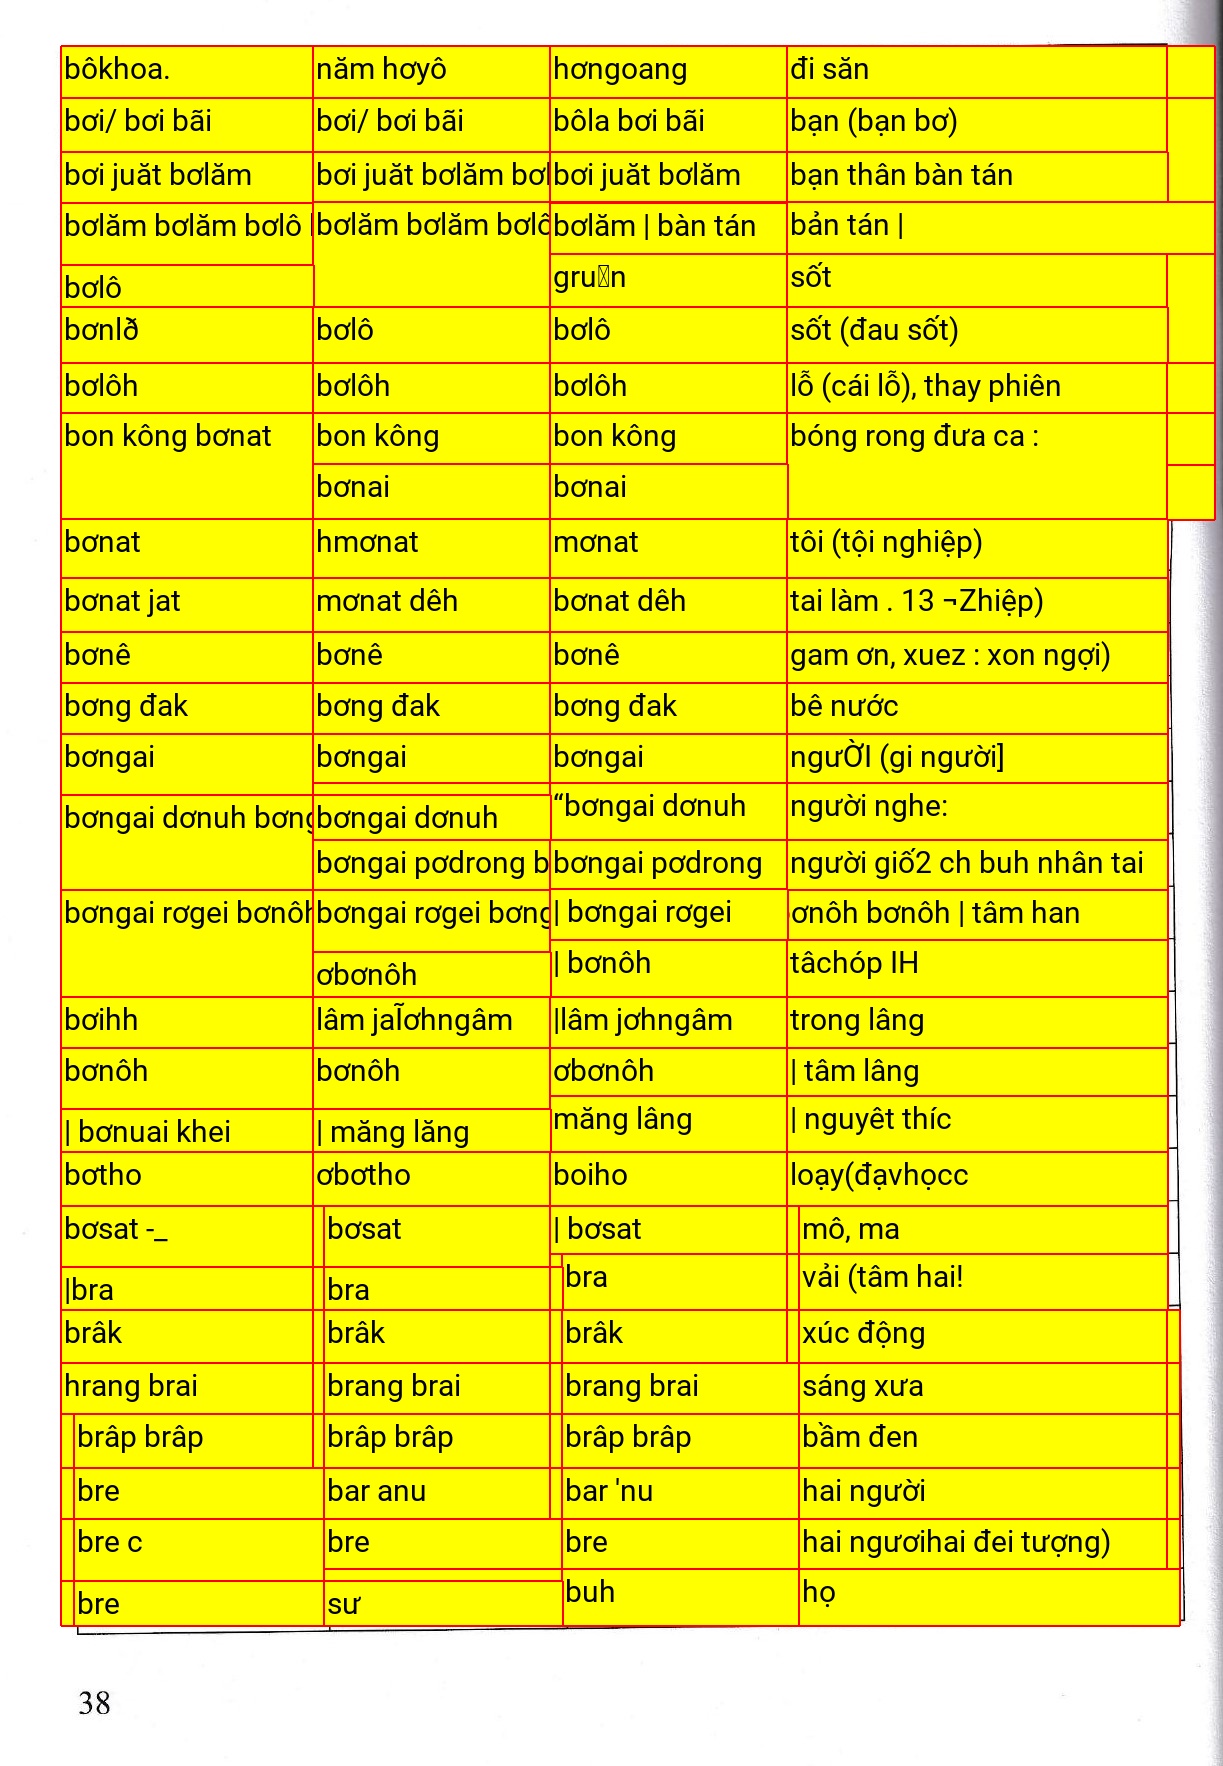 bôkhoa. năm hơyô hơngoang đi săn
bơi/ bơi bãi bơi/ bơi bãi bôla bơi bãi bạn (bạn bơ)
bơi juăt bơlăm bơi juăt bơlăm bơl bơi juăt bơlăm bạn thân bàn tán
bơlăm bơlăm bơlô bơlăm bơlăm bơlô bơlăm | bàn tán bản tán |
bơlô sốt
bơnlð bơlô bơlô sốt (đau sốt)
bơlôh bơlôh bơlôh lỗ (cái lỗ), thay phiên
bon kông bơnat bon kông bon kông bóng rong đưa ca :
bơnai bơnai
bơnat hmơnat mơnat tôi (tội nghiệp)
bơnat jat mơnat dêh bơnat dêh tai làm . 13 ¬Zhiệp)
bơnê bơnê bơnê gam ơn, xuez : xon ngợi)
bơng đak bơng đak bơng đak bê nước
bơngai bơngai bơngai ngưỜI (gi người]
bơngai dơnuh bơng bơngai dơnuh “bơngai dơnuh người nghe:
bơngai pơdrong b bơngai pơdrong người giố2 ch buh nhân tai
bơngai rơgei bơnôh bơngai rơgei bơng | bơngai rơgei ơnôh bơnôh | tâm han
ơbơnôh | bơnôh tâchóp IH
bơihh lâm jal̃ơhngâm |lâm jơhngâm trong lâng
bơnôh bơnôh ơbơnôh | tâm lâng
| bơnuai khei | măng lăng măng lâng | nguyêt thíc
bơtho ơbơtho boiho loạy(đạvhọcc
bơsat -_ bơsat | bơsat mô, ma
|bra bra bra vải (tâm hai!
brâk brâk brâk xúc động
hrang brai brang brai brang brai sáng xưa
brâp brâp brâp brâp brâp brâp bầm đen
bre bar anu bar 'nu hai người
bre c bre bre hai ngươihai đei tượng)
bre sư buh họ
38